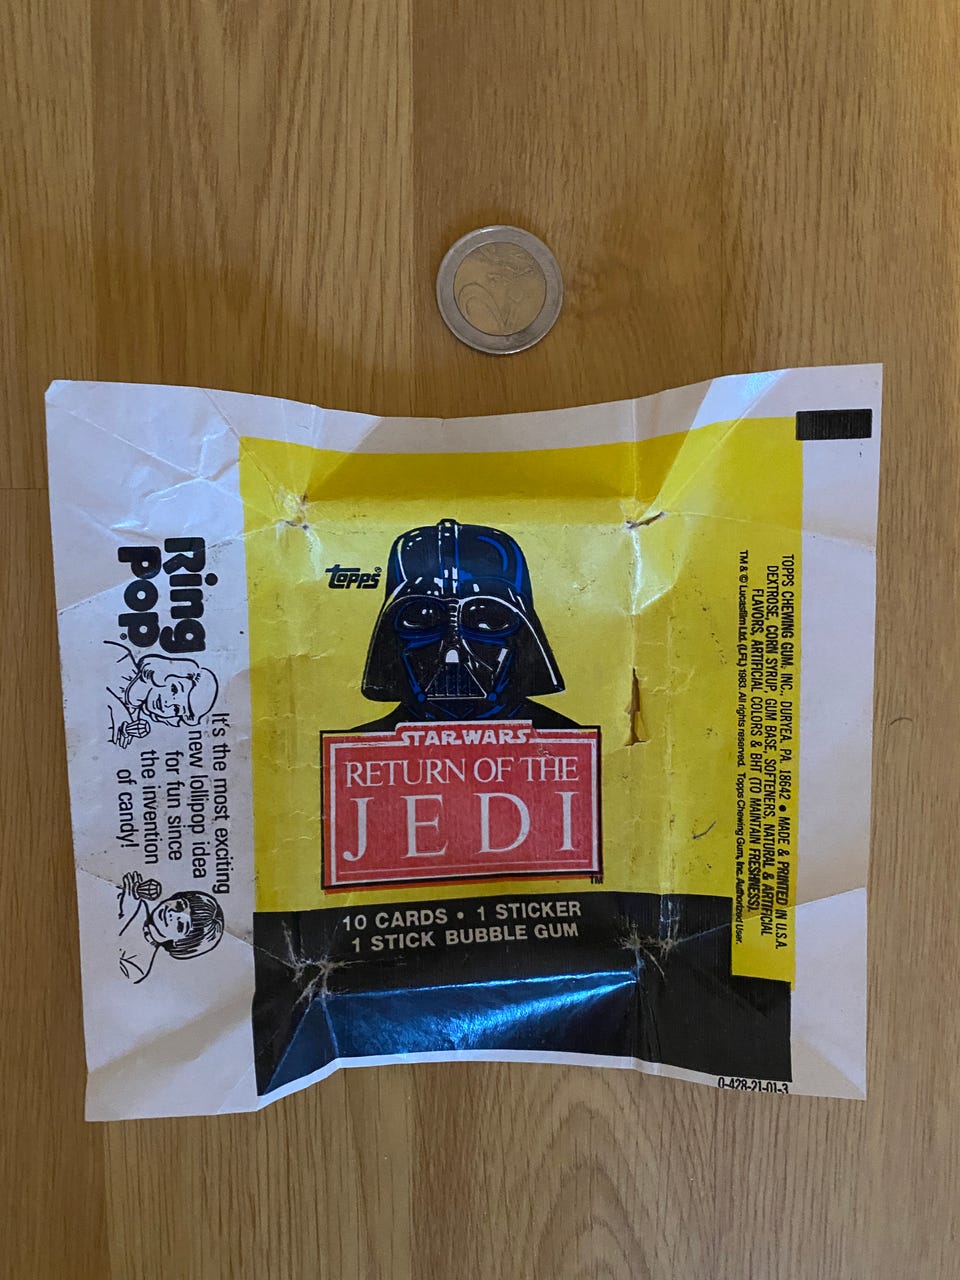 topps®
STAR WARS
RETURN OF THE
JEDI
TM
10 CARDS • 1 STICKER
1 STICK BUBBLE GUM
Ring
Pop®
It's the most exciting
new lollipop idea
for fun since
the invention
of candy!
TOPPS CHEWING GUM, INC., DURYEA, PA. 18642 • MADE & PRINTED IN U.S.A.
DEXTROSE, CORN SYRUP, GUM BASE, SOFTENERS, NATURAL & ARTIFICIAL
FLAVORS, ARTIFICIAL COLORS & BHT (TO MAINTAIN FRESHNESS).
TM & © Lucasfilm Ltd. (LFL) 1983. All rights reserved. Topps Chewing Gum, Inc. Authorized User.
0-428-21-01-3